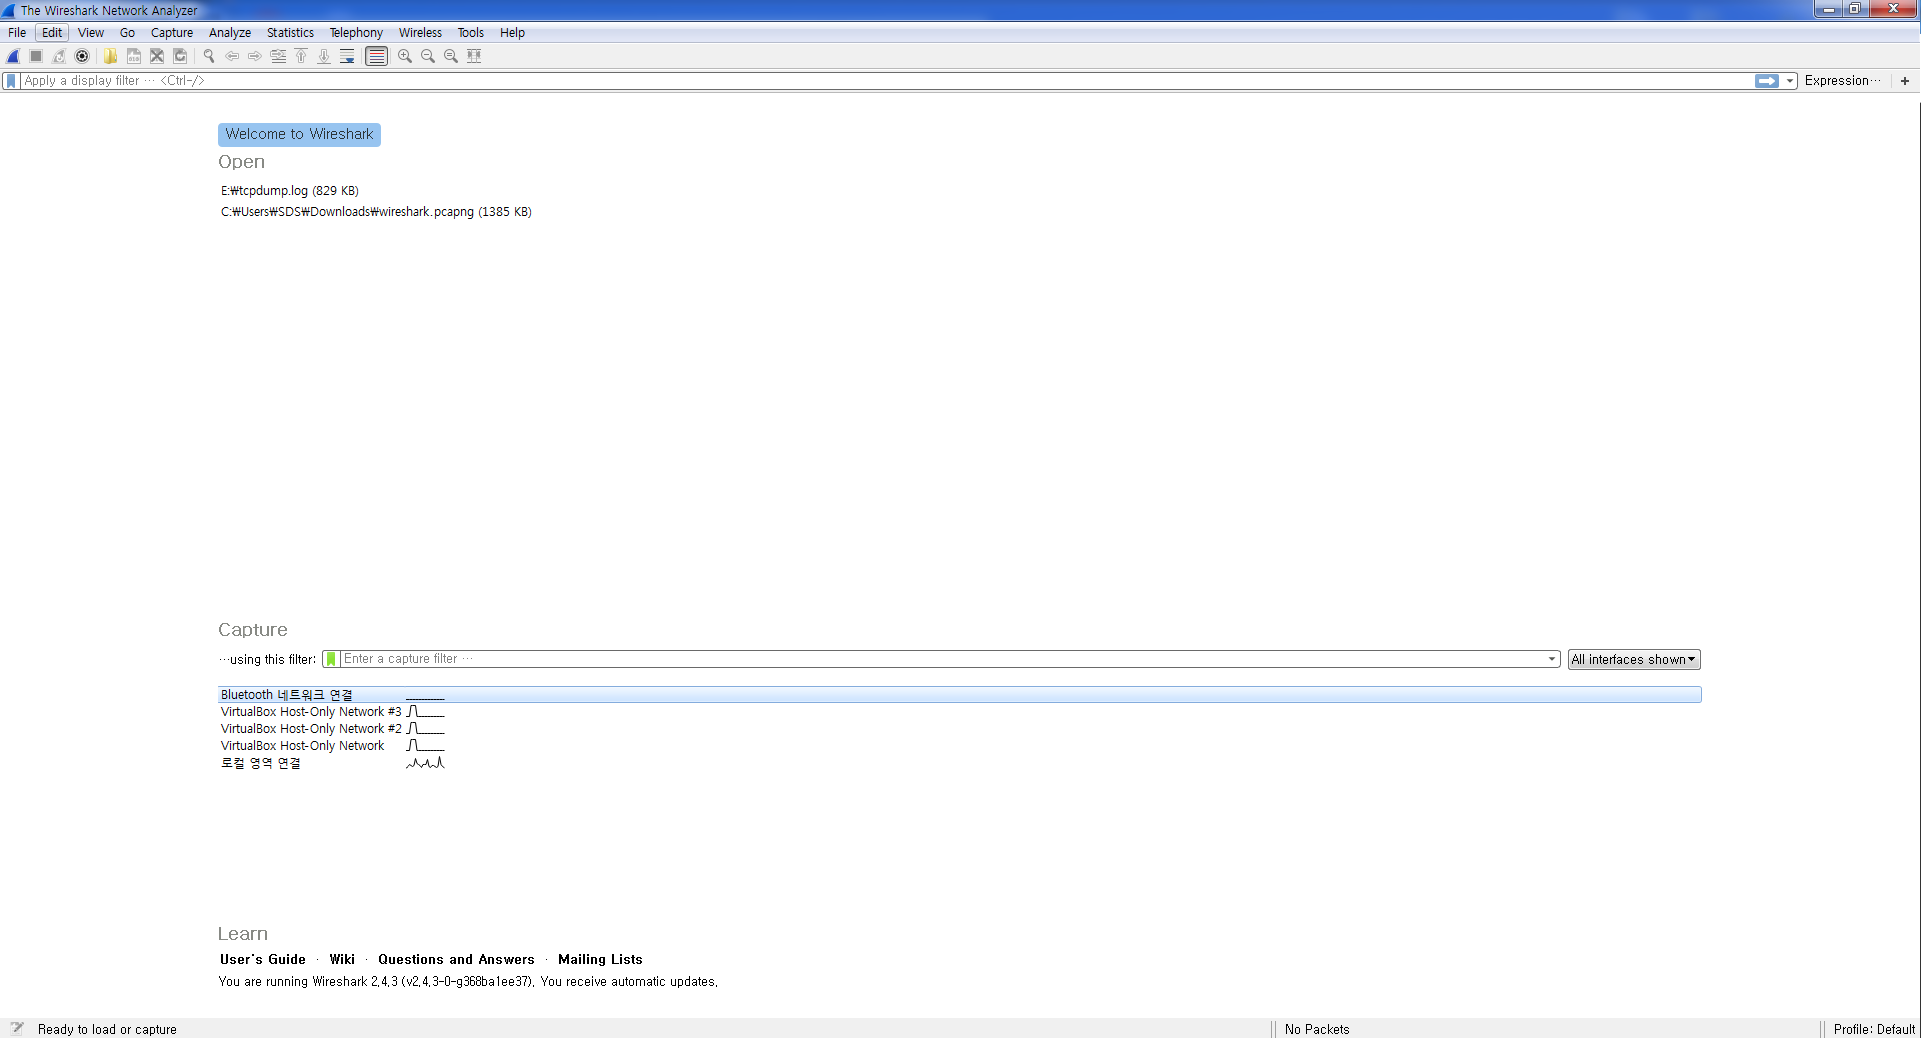 The Wireshark Network Analyzer
File Edit View Go Capture Analyze Statistics Telephony Wireless Tools Help
Apply a display filter … <Ctrl-/> Expression… +
Welcome to Wireshark
Open
E:₩tcpdump.log (829 KB)
C:₩Users₩SDS₩Downloads₩wireshark.pcapng (1385 KB)
Capture
…using this filter: Enter a capture filter … All interfaces shown
Bluetooth 네트워크 연결
VirtualBox Host-Only Network #3
VirtualBox Host-Only Network #2
VirtualBox Host-Only Network
로컬 영역 연결
Learn
User's Guide · Wiki · Questions and Answers · Mailing Lists
You are running Wireshark 2.4.3 (v2.4.3-0-g368ba1ee37). You receive automatic updates.
Ready to load or capture No Packets Profile: Default